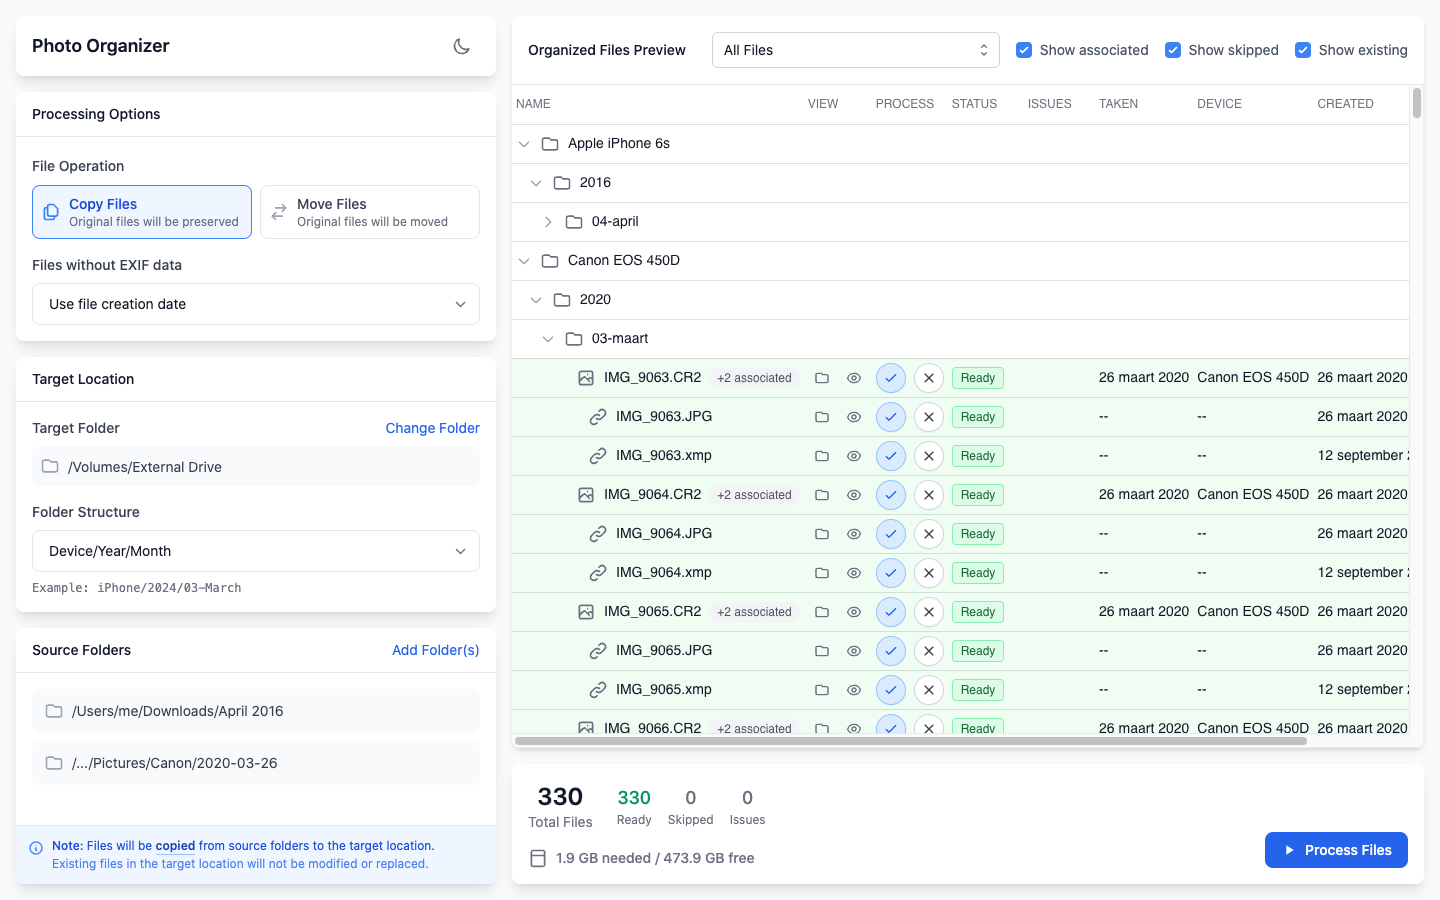 Photo Organizer
Processing Options
File Operation
Copy Files
Original files will be preserved
Move Files
Original files will be moved
Files without EXIF data
Use file creation date
Target Location
Target Folder
Change Folder
/Volumes/External Drive
Folder Structure
Device/Year/Month
Example: iPhone/2024/03–March
Source Folders
Add Folder(s)
/Users/me/Downloads/April 2016
/.../Pictures/Canon/2020-03-26
Note: Files will be copied from source folders to the target location.
Existing files in the target location will not be modified or replaced.
Organized Files Preview
All Files
Show associated
Show skipped
Show existing
NAME VIEW PROCESS STATUS ISSUES TAKEN DEVICE CREATED
Apple iPhone 6s
2016
04-april
Canon EOS 450D
2020
03-maart
IMG_9063.CR2 +2 associated Ready 26 maart 2020 Canon EOS 450D 26 maart 2020
IMG_9063.JPG Ready -- -- 26 maart 2020
IMG_9063.xmp Ready -- -- 12 september
IMG_9064.CR2 +2 associated Ready 26 maart 2020 Canon EOS 450D 26 maart 2020
IMG_9064.JPG Ready -- -- 26 maart 2020
IMG_9064.xmp Ready -- -- 12 september
IMG_9065.CR2 +2 associated Ready 26 maart 2020 Canon EOS 450D 26 maart 2020
IMG_9065.JPG Ready -- -- 26 maart 2020
IMG_9065.xmp Ready -- -- 12 september
IMG_9066.CR2 +2 associated Ready 26 maart 2020 Canon EOS 450D 26 maart 2020
330 330 0 0
Total Files Ready Skipped Issues
1.9 GB needed / 473.9 GB free
Process Files